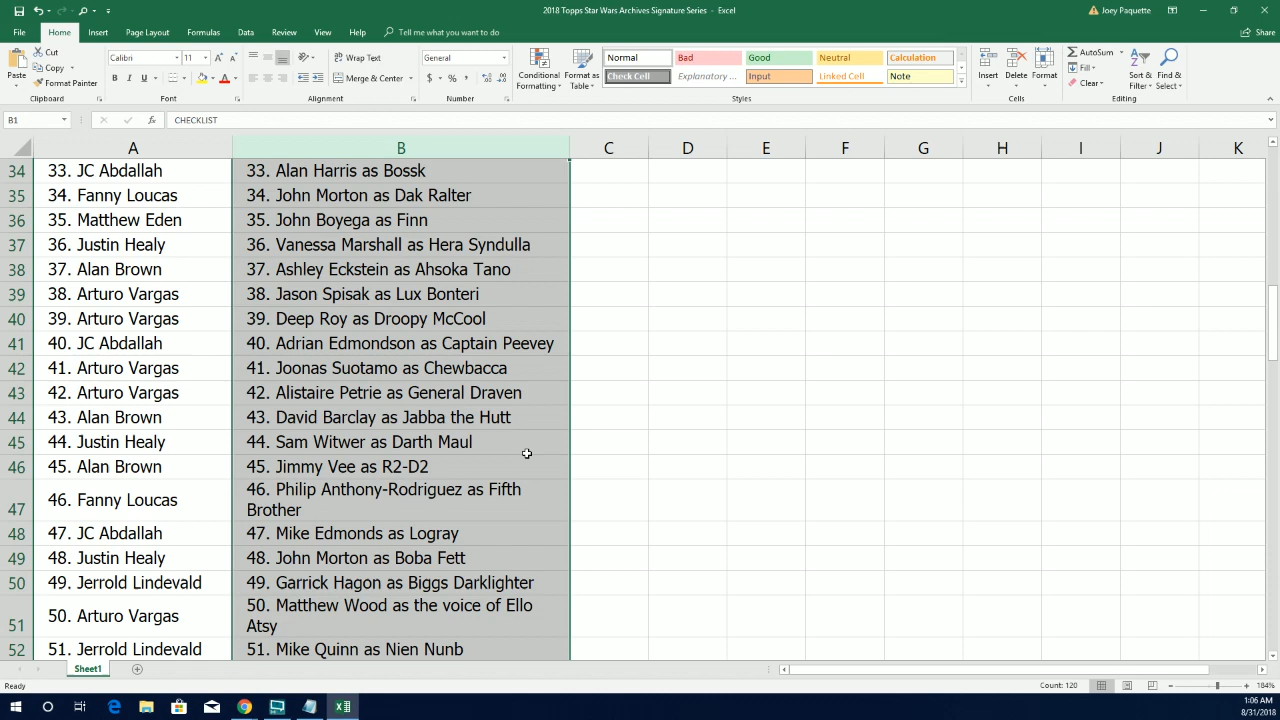 2018 Topps Star Wars Archives Signature Series - Excel
Joey Paquette
File Home Insert Page Layout Formulas Data Review View Help Tell me what you want to do Share
Paste
Cut
Copy
Format Painter
Clipboard
Calibri 11
B I U
Font
Wrap Text
Merge & Center
Alignment
General
$ % ,
Number
Conditional Formatting
Format as Table
Normal Bad Good Neutral Calculation
Check Cell Explanatory ... Input Linked Cell Note
Styles
Insert Delete Format
Cells
AutoSum
Fill
Clear
Sort & Filter
Find & Select
Editing
B1 fx CHECKLIST
A B C D E F G H I J K
34 33. JC Abdallah 33. Alan Harris as Bossk
35 34. Fanny Loucas 34. John Morton as Dak Ralter
36 35. Matthew Eden 35. John Boyega as Finn
37 36. Justin Healy 36. Vanessa Marshall as Hera Syndulla
38 37. Alan Brown 37. Ashley Eckstein as Ahsoka Tano
39 38. Arturo Vargas 38. Jason Spisak as Lux Bonteri
40 39. Arturo Vargas 39. Deep Roy as Droopy McCool
41 40. JC Abdallah 40. Adrian Edmondson as Captain Peevey
42 41. Arturo Vargas 41. Joonas Suotamo as Chewbacca
43 42. Arturo Vargas 42. Alistaire Petrie as General Draven
44 43. Alan Brown 43. David Barclay as Jabba the Hutt
45 44. Justin Healy 44. Sam Witwer as Darth Maul
46 45. Alan Brown 45. Jimmy Vee as R2-D2
47 46. Fanny Loucas 46. Philip Anthony-Rodriguez as Fifth
Brother
48 47. JC Abdallah 47. Mike Edmonds as Logray
49 48. Justin Healy 48. John Morton as Boba Fett
50 49. Jerrold Lindevald 49. Garrick Hagon as Biggs Darklighter
51 50. Arturo Vargas 50. Matthew Wood as the voice of Ello
Atsy
52 51. Jerrold Lindevald 51. Mike Quinn as Nien Nunb
Sheet1
Ready Count: 120 184%
1:06 AM
8/31/2018